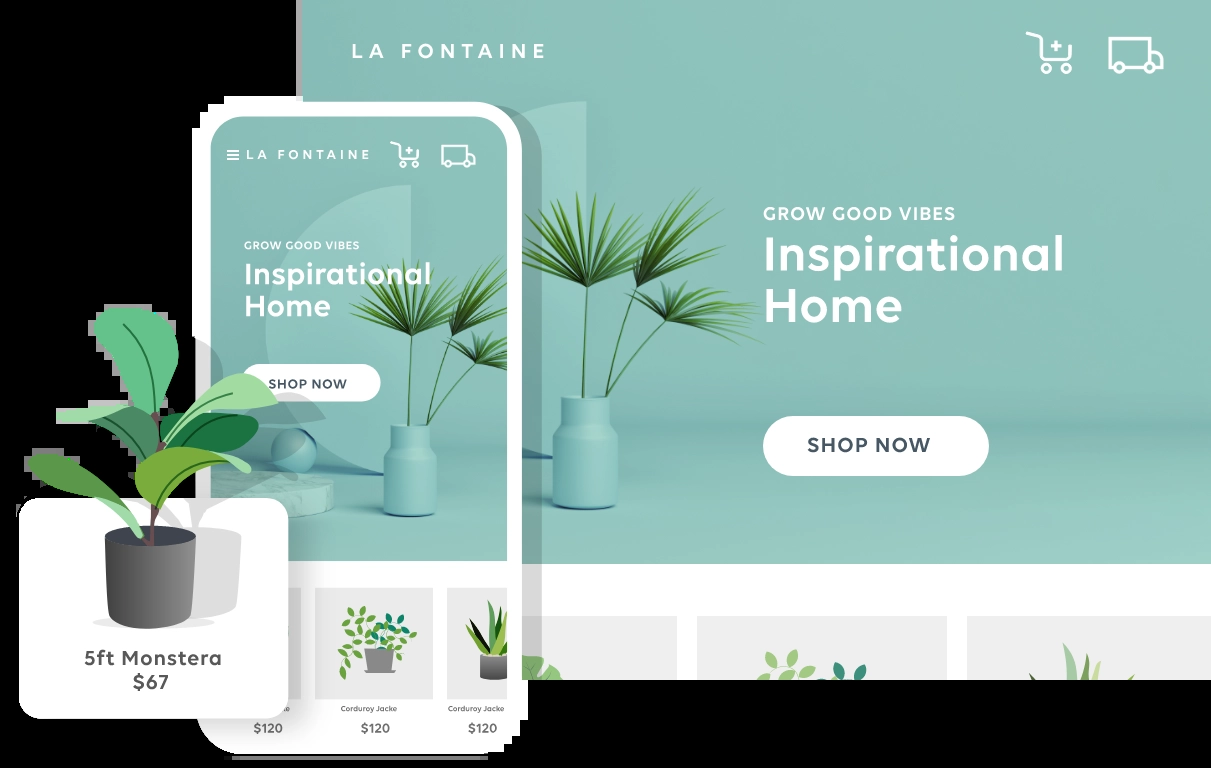 LA FONTAINE
LA FONTAINE
GROW GOOD VIBES
Inspirational
Home
SHOP NOW
GROW GOOD VIBES
Inspirational
Home
SHOP NOW
5ft Monstera
$67
Corduroy Jacke
Corduroy Jacke
$120
$120
$120